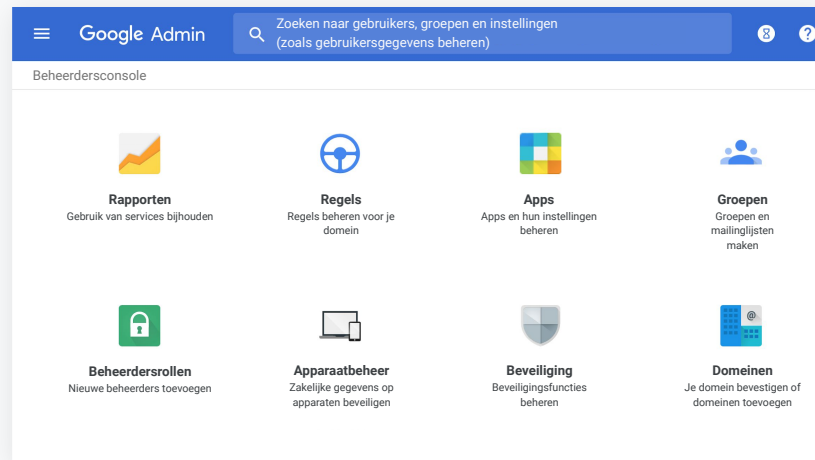 Google Admin
Zoeken naar gebruikers, groepen en instellingen
(zoals gebruikersgegevens beheren)
8
?
Beheerdersconsole
Rapporten
Gebruik van services bijhouden
Regels
Regels beheren voor je
domein
Apps
Apps en hun instellingen
beheren
Groepen
Groepen en
mailinglijsten
maken
Beheerdersrollen
Nieuwe beheerders toevoegen
Apparaatbeheer
Zakelijke gegevens op
apparaten beveiligen
Beveiliging
Beveiligingsfuncties
beheren
@
Domeinen
Je domein bevestigen of
domeinen toevoegen